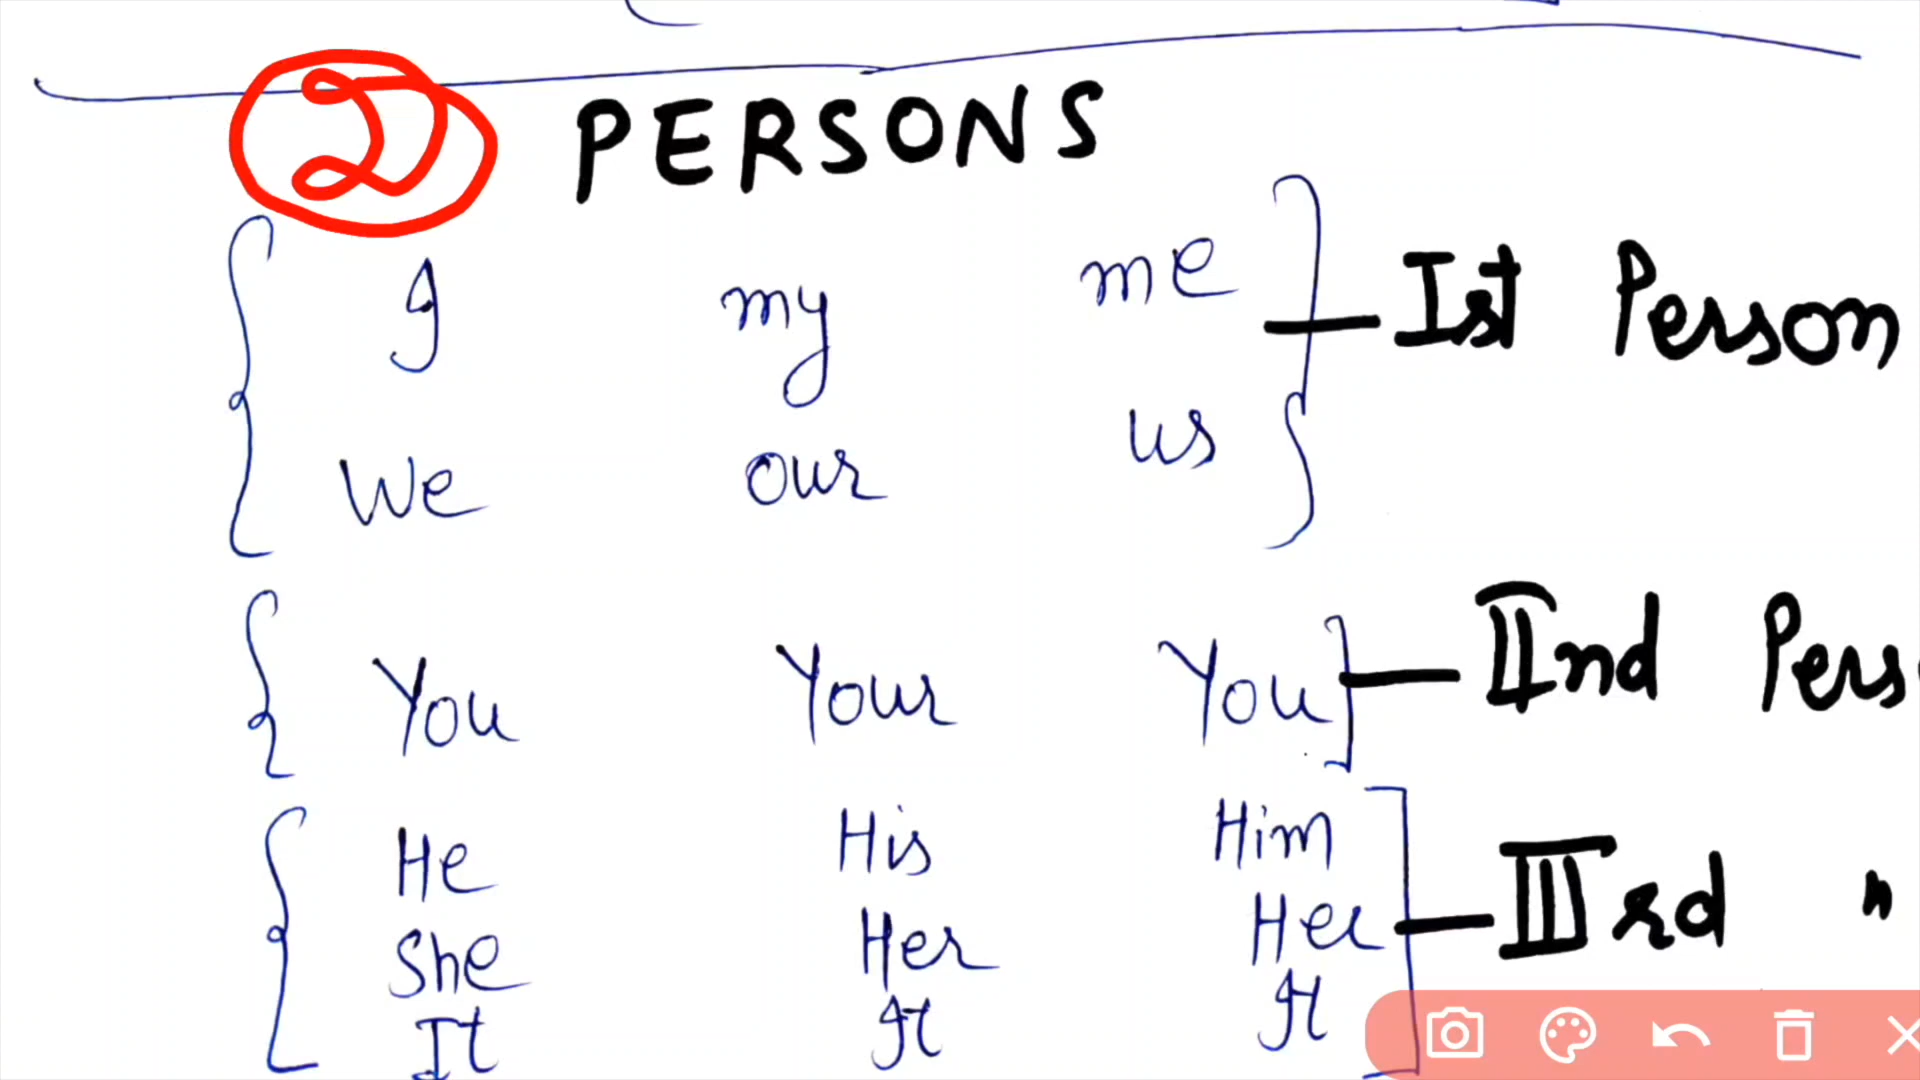 2 PERSONS
I my me Ist Person
We our us
You Your You IInd Pers
He His Him
She Her Her IIIrd "
It It It